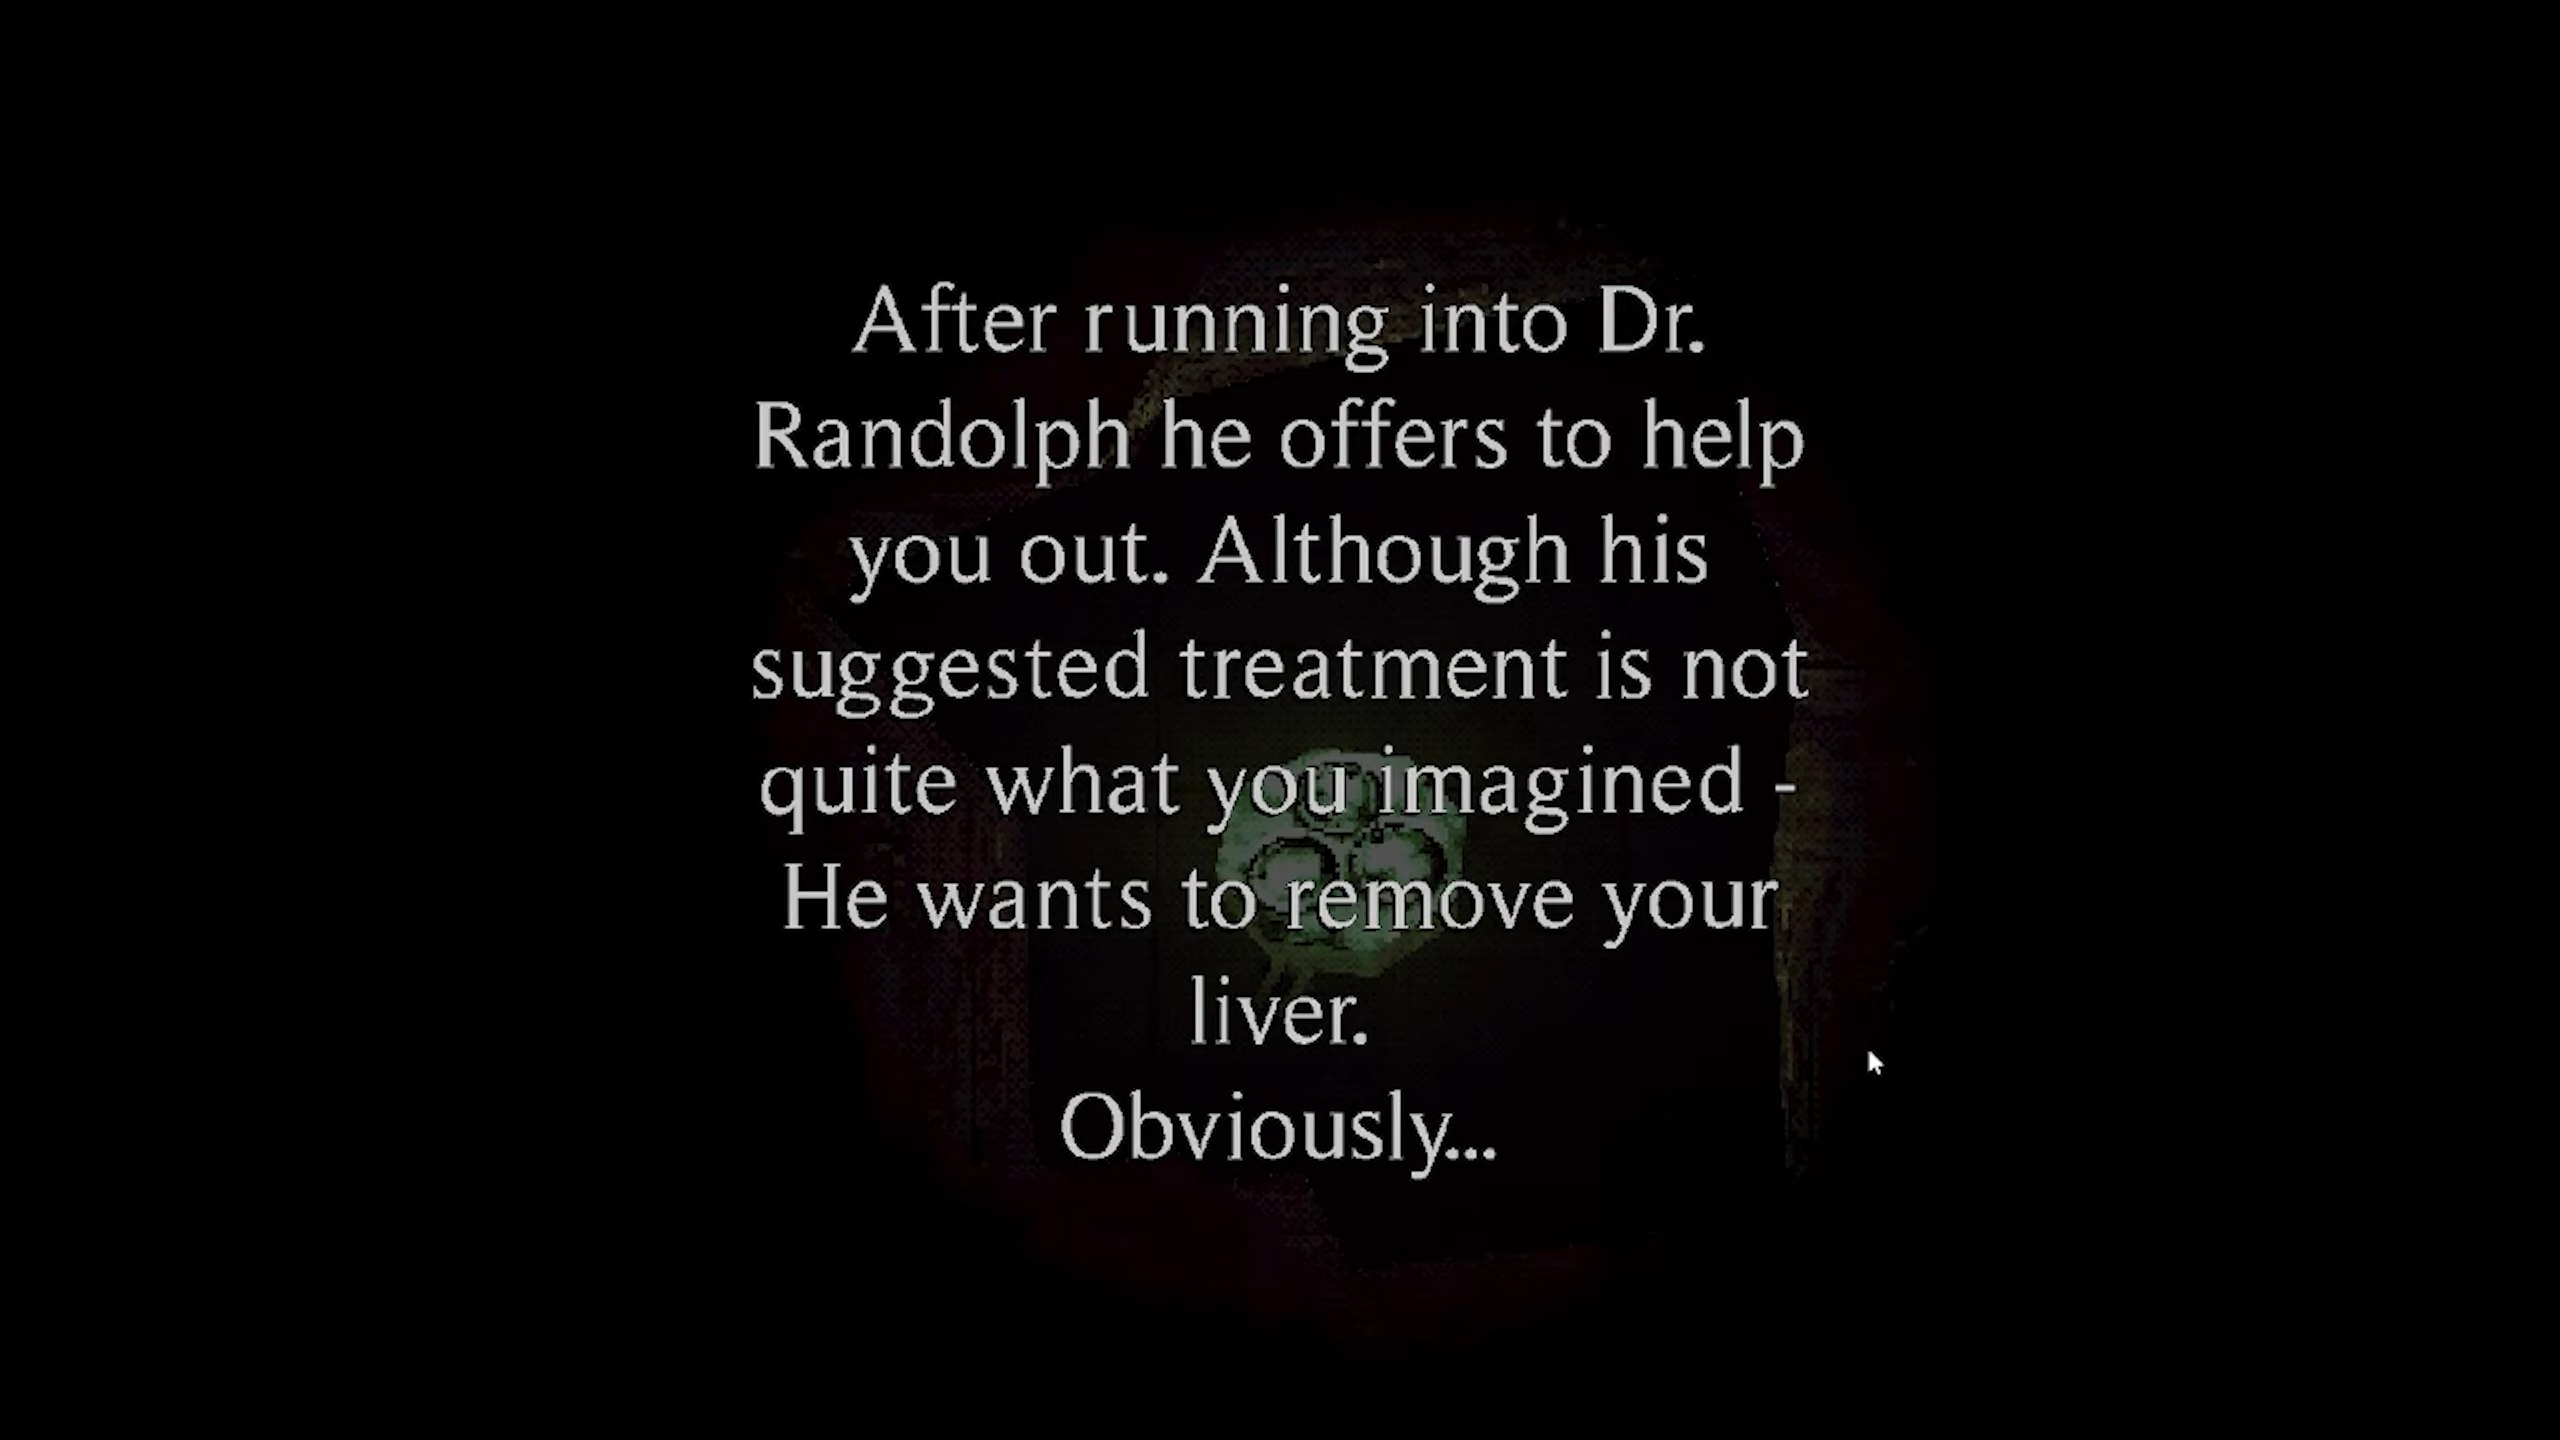 After running into Dr.
Randolph he offers to help
you out. Although his
suggested treatment is not
quite what you imagined -
He wants to remove your
liver.
Obviously...